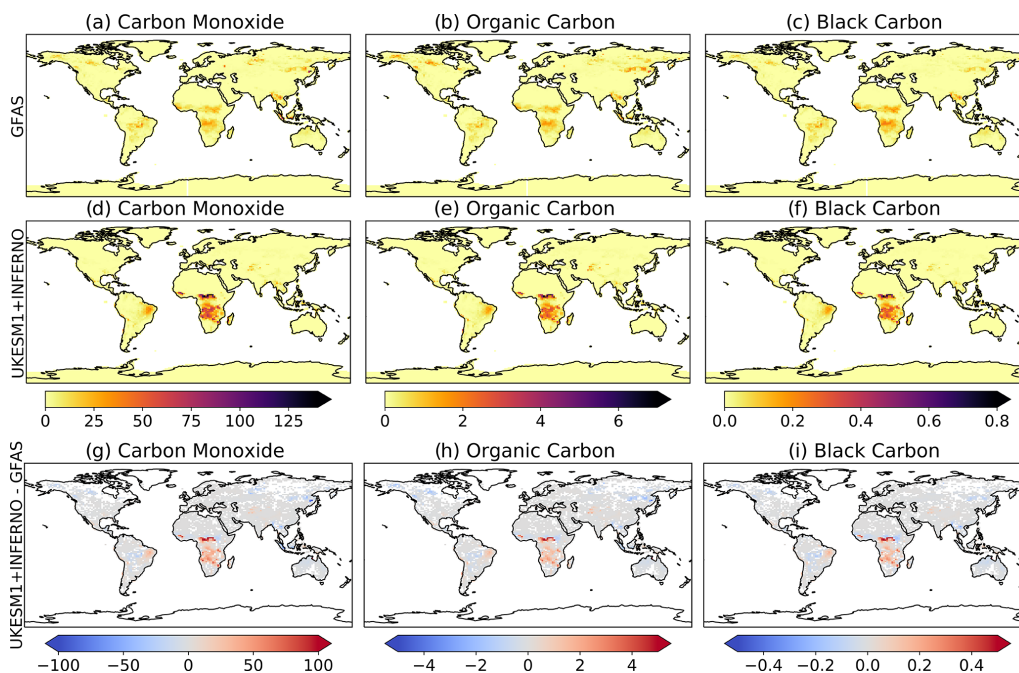 (a) Carbon Monoxide (b) Organic Carbon (c) Black Carbon
GFAS
(d) Carbon Monoxide (e) Organic Carbon (f) Black Carbon
UKESM1+INFERNO
0 25 50 75 100 125 0 2 4 6 0.0 0.2 0.4 0.6 0.8
(g) Carbon Monoxide (h) Organic Carbon (i) Black Carbon
UKESM1+INFERNO - GFAS
−100 −50 0 50 100 −4 −2 0 2 4 −0.4 −0.2 0.0 0.2 0.4